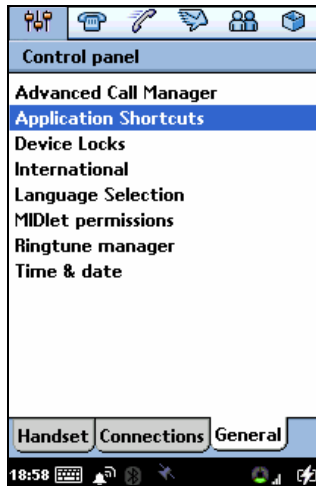 Control panel
Advanced Call Manager
Application Shortcuts
Device Locks
International
Language Selection
MIDlet permissions
Ringtune manager
Time & date
Handset Connections General
18:58